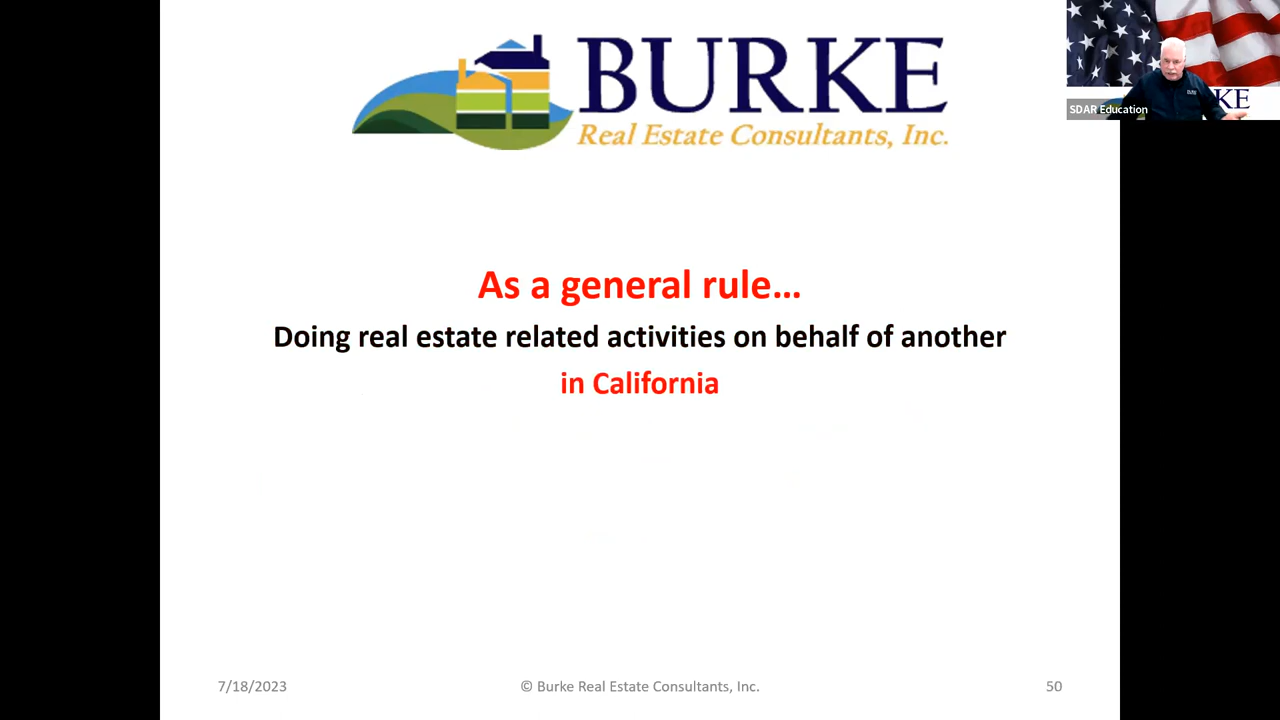 BURKE
Real Estate Consultants, Inc.
KE
SDAR Education
As a general rule...
Doing real estate related activities on behalf of another
in California
7/18/2023
© Burke Real Estate Consultants, Inc.
50